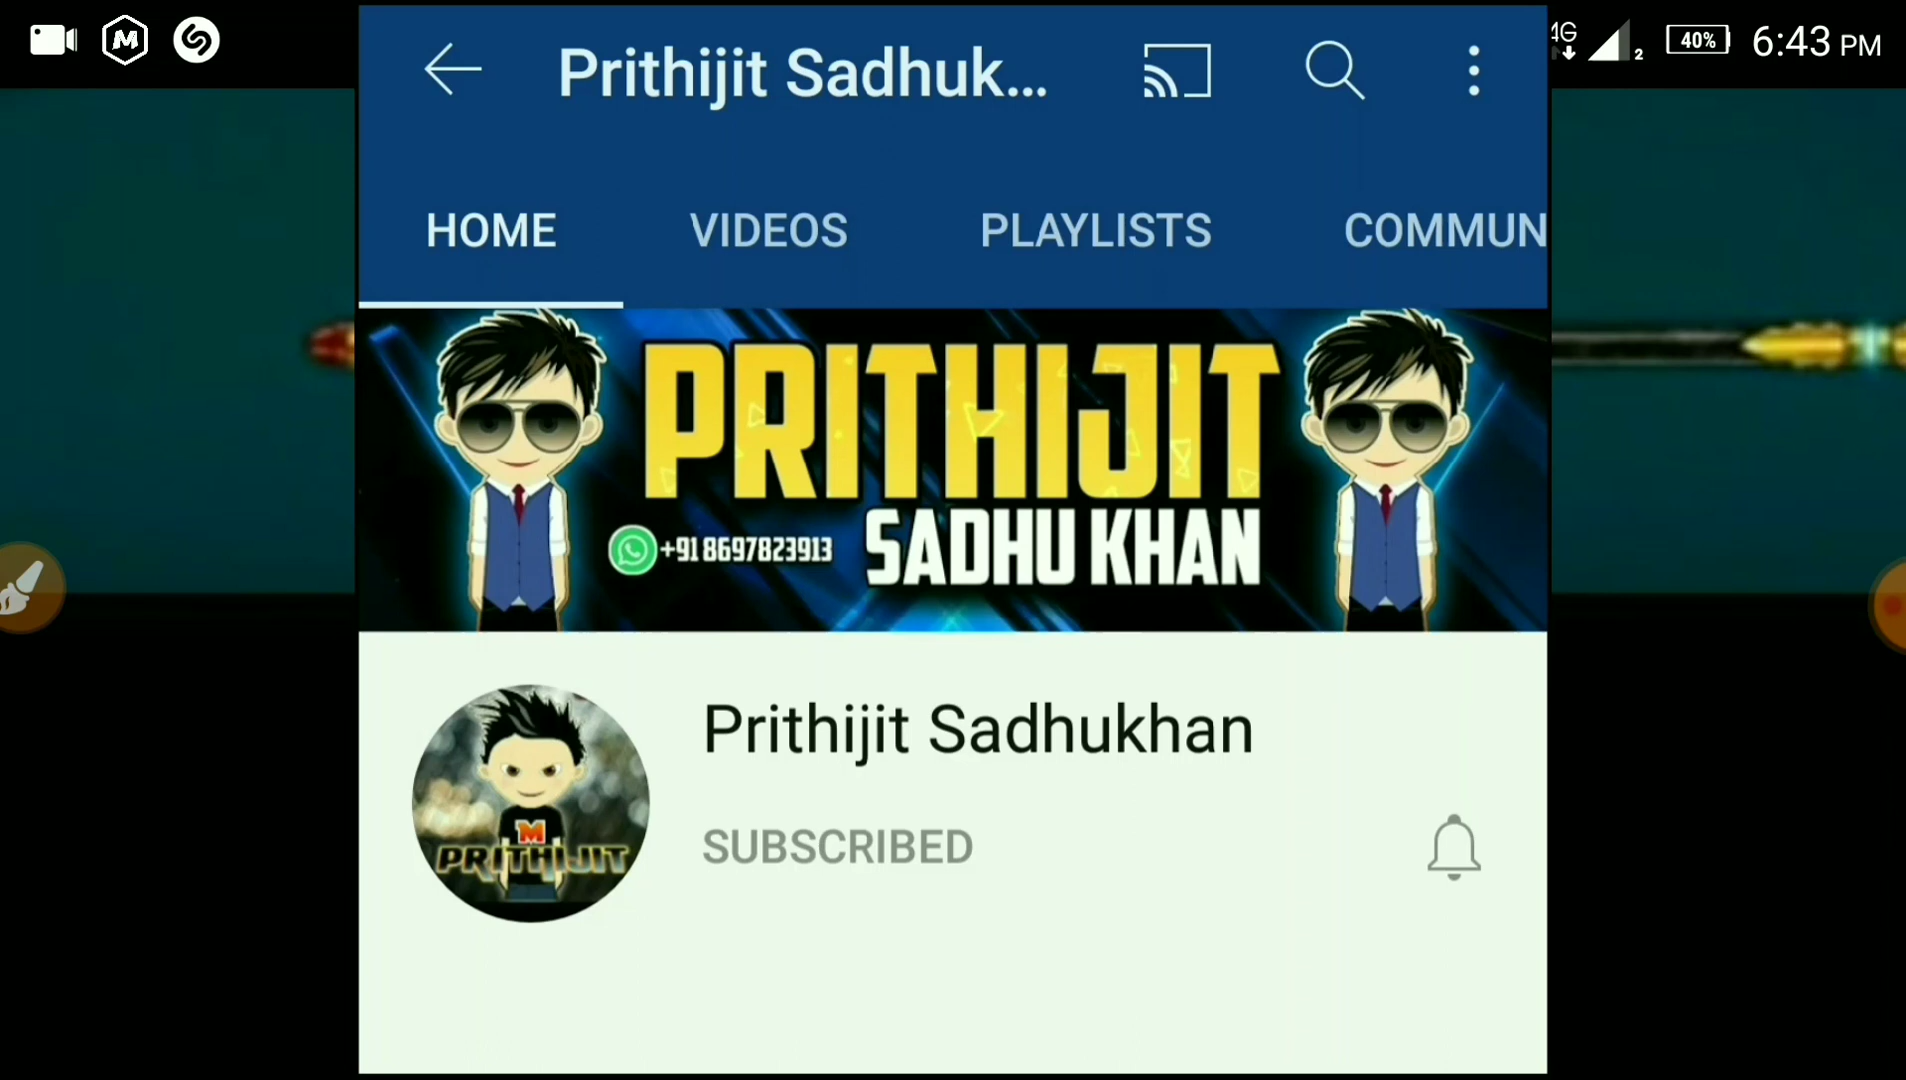 4G 2 40% 6:43 PM
Prithijit Sadhuk...
HOME VIDEOS PLAYLISTS COMMUN
PRITHIJIT
+91 8697823913 SADHU KHAN
Prithijit Sadhukhan
M
PRITHIJIT
SUBSCRIBED